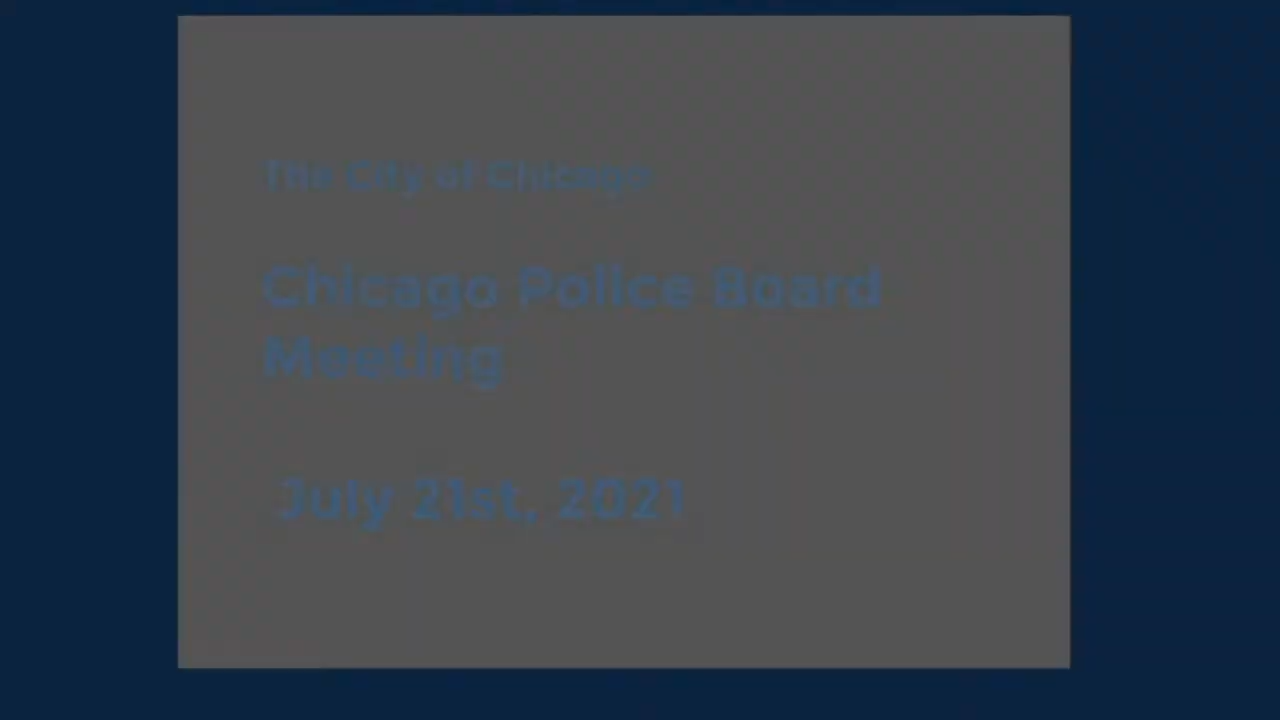 The City of Chicago
Chicago Police Board
Meeting
July 21st, 2021